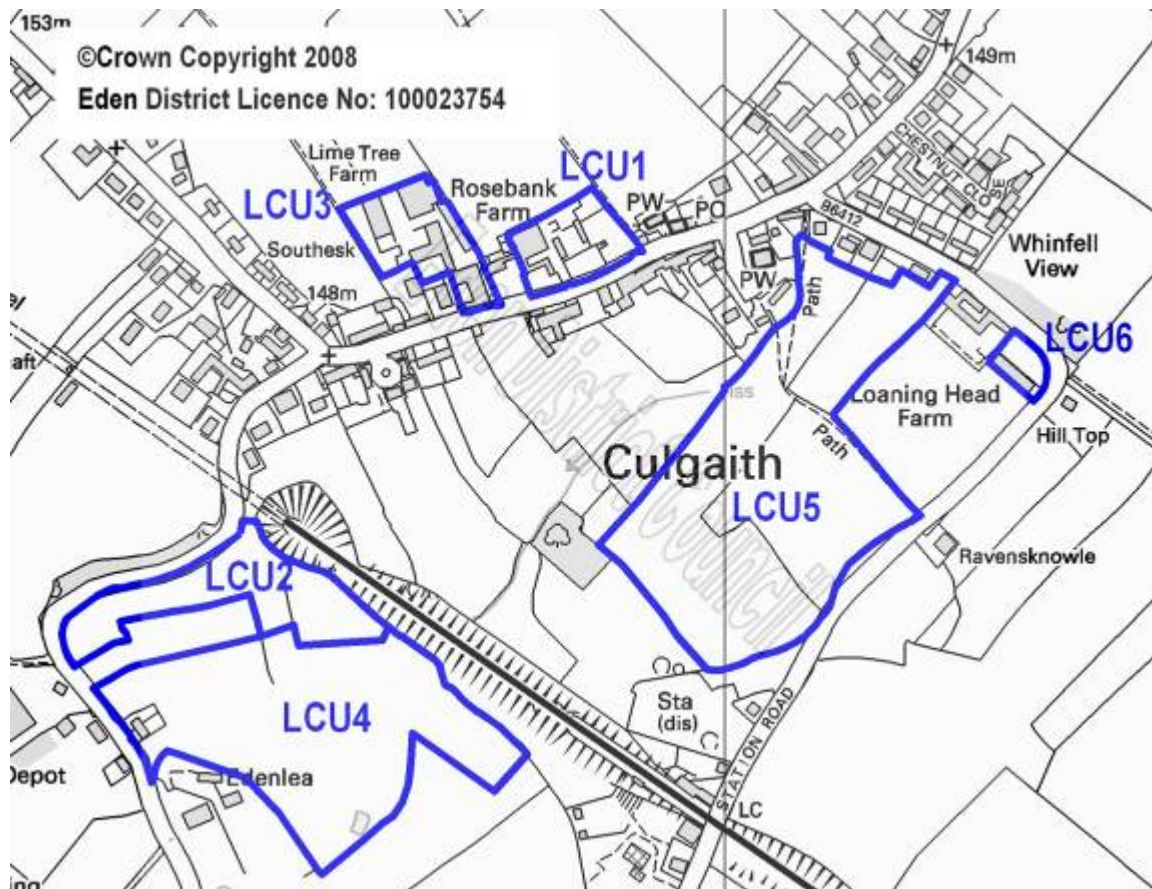 153m
©Crown Copyright 2008
Eden District Licence No: 100023754
149m
CHESTNUT CLOSE
Lime Tree
Farm
LCU3
Rosebank
Farm
LCU1
PW
PO
B6412
Southesk
Whinfell
View
PW
Path
148m
LCU6
aft
Loaning Head
Farm
Hill Top
Path
Culgaith
LCU5
Ravensknowle
LCU2
LCU4
Sta
(dis)
STATION ROAD
Depot
Edenlea
LC